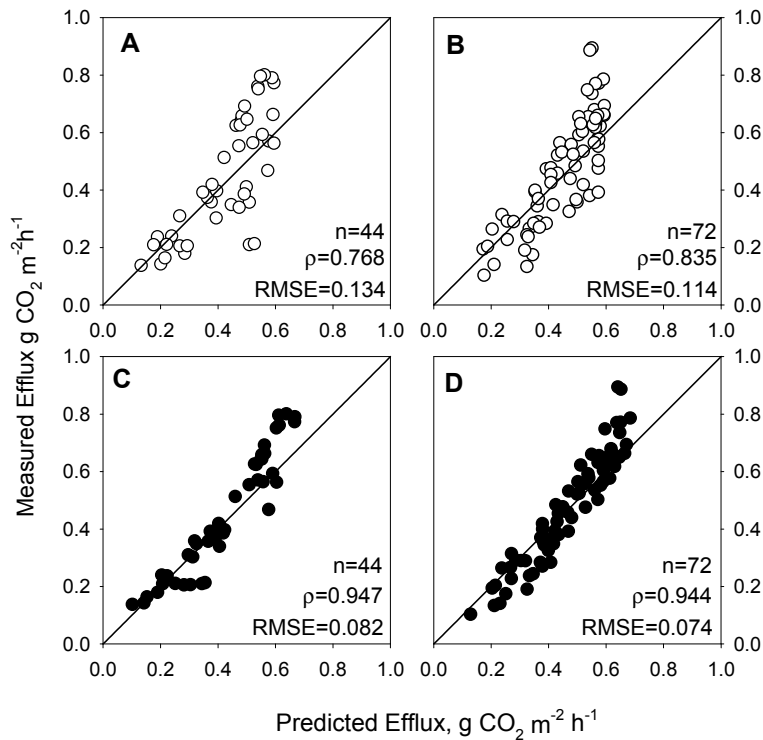 1.0
1.0
A
B
0.8
0.8
0.6
0.6
0.4
0.4
n=44
n=72
0.2
ρ=0.768
ρ=0.835
0.2
RMSE=0.134
RMSE=0.114
0.0
0.0
0.0 0.2 0.4 0.6 0.8 1.0
0.0 0.2 0.4 0.6 0.8 1.0
1.0
1.0
C
D
0.8
0.8
0.6
0.6
0.4
0.4
n=44
n=72
0.2
ρ=0.947
ρ=0.944
0.2
RMSE=0.082
RMSE=0.074
0.0
0.0
0.0 0.2 0.4 0.6 0.8 1.0
0.0 0.2 0.4 0.6 0.8 1.0
Measured Efflux g CO₂ m⁻²h⁻¹
Predicted Efflux, g CO₂ m⁻² h⁻¹